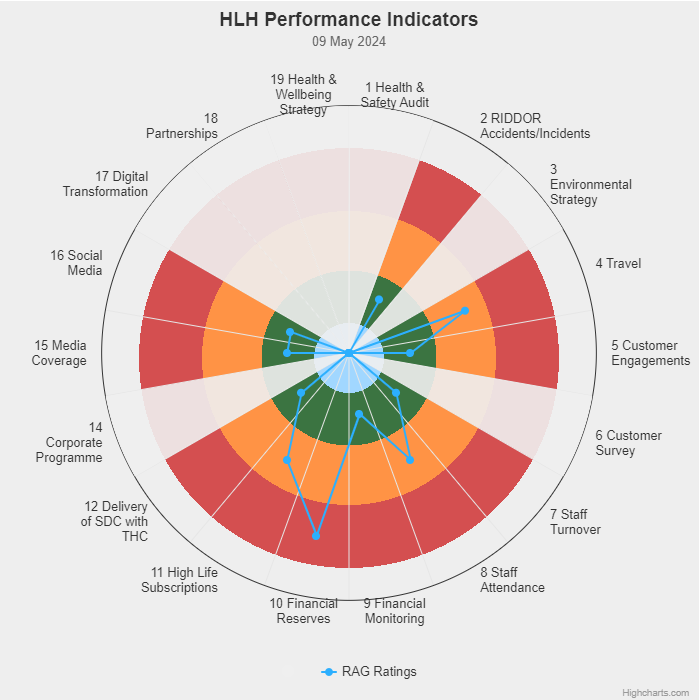 HLH Performance Indicators
09 May 2024
1 Health &
Safety Audit
2 RIDDOR
Accidents/Incidents
3
Environmental
Strategy
4 Travel
5 Customer
Engagements
6 Customer
Survey
7 Staff
Turnover
8 Staff
Attendance
9 Financial
Monitoring
10 Financial
Reserves
11 High Life
Subscriptions
12 Delivery
of SDC with
THC
14
Corporate
Programme
15 Media
Coverage
16 Social
Media
17 Digital
Transformation
18
Partnerships
19 Health &
Wellbeing
Strategy
RAG Ratings
Highcharts.com